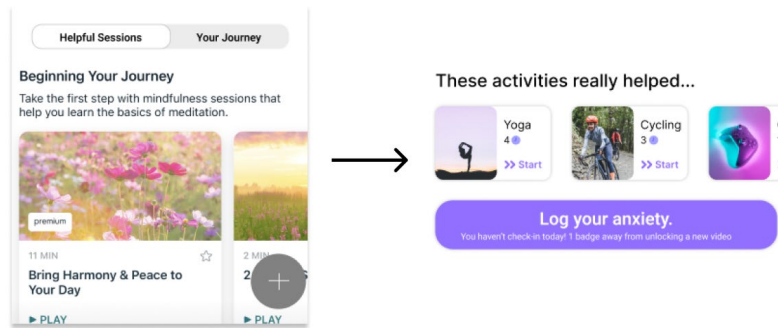 Helpful Sessions
Your Journey
Beginning Your Journey
Take the first step with mindfulness sessions that
help you learn the basics of meditation.
premium
11 MIN
Bring Harmony & Peace to
Your Day
► PLAY
2 MIN
2
S
► PLAY
These activities really helped...
Yoga
4
Start
Cycling
3
Start
Log your anxiety.
You haven't check-in today! 1 badge away from unlocking a new video